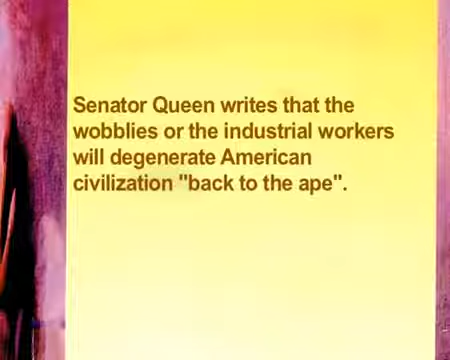 Senator Queen writes that the
wobblies or the industrial workers
will degenerate American
civilization "back to the ape".